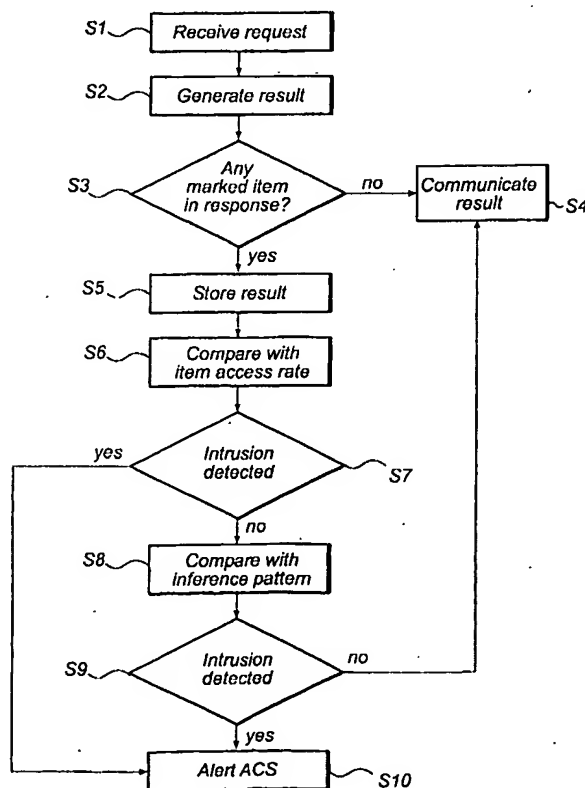 S1
Receive request
S2
Generate result
S3
Any
marked item
in response?
no
Communicate
result
S4
yes
S5
Store result
S6
Compare with
item access rate
yes
Intrusion
detected
S7
no
S8
Compare with
inference pattern
S9
Intrusion
detected
no
yes
Alert ACS
S10